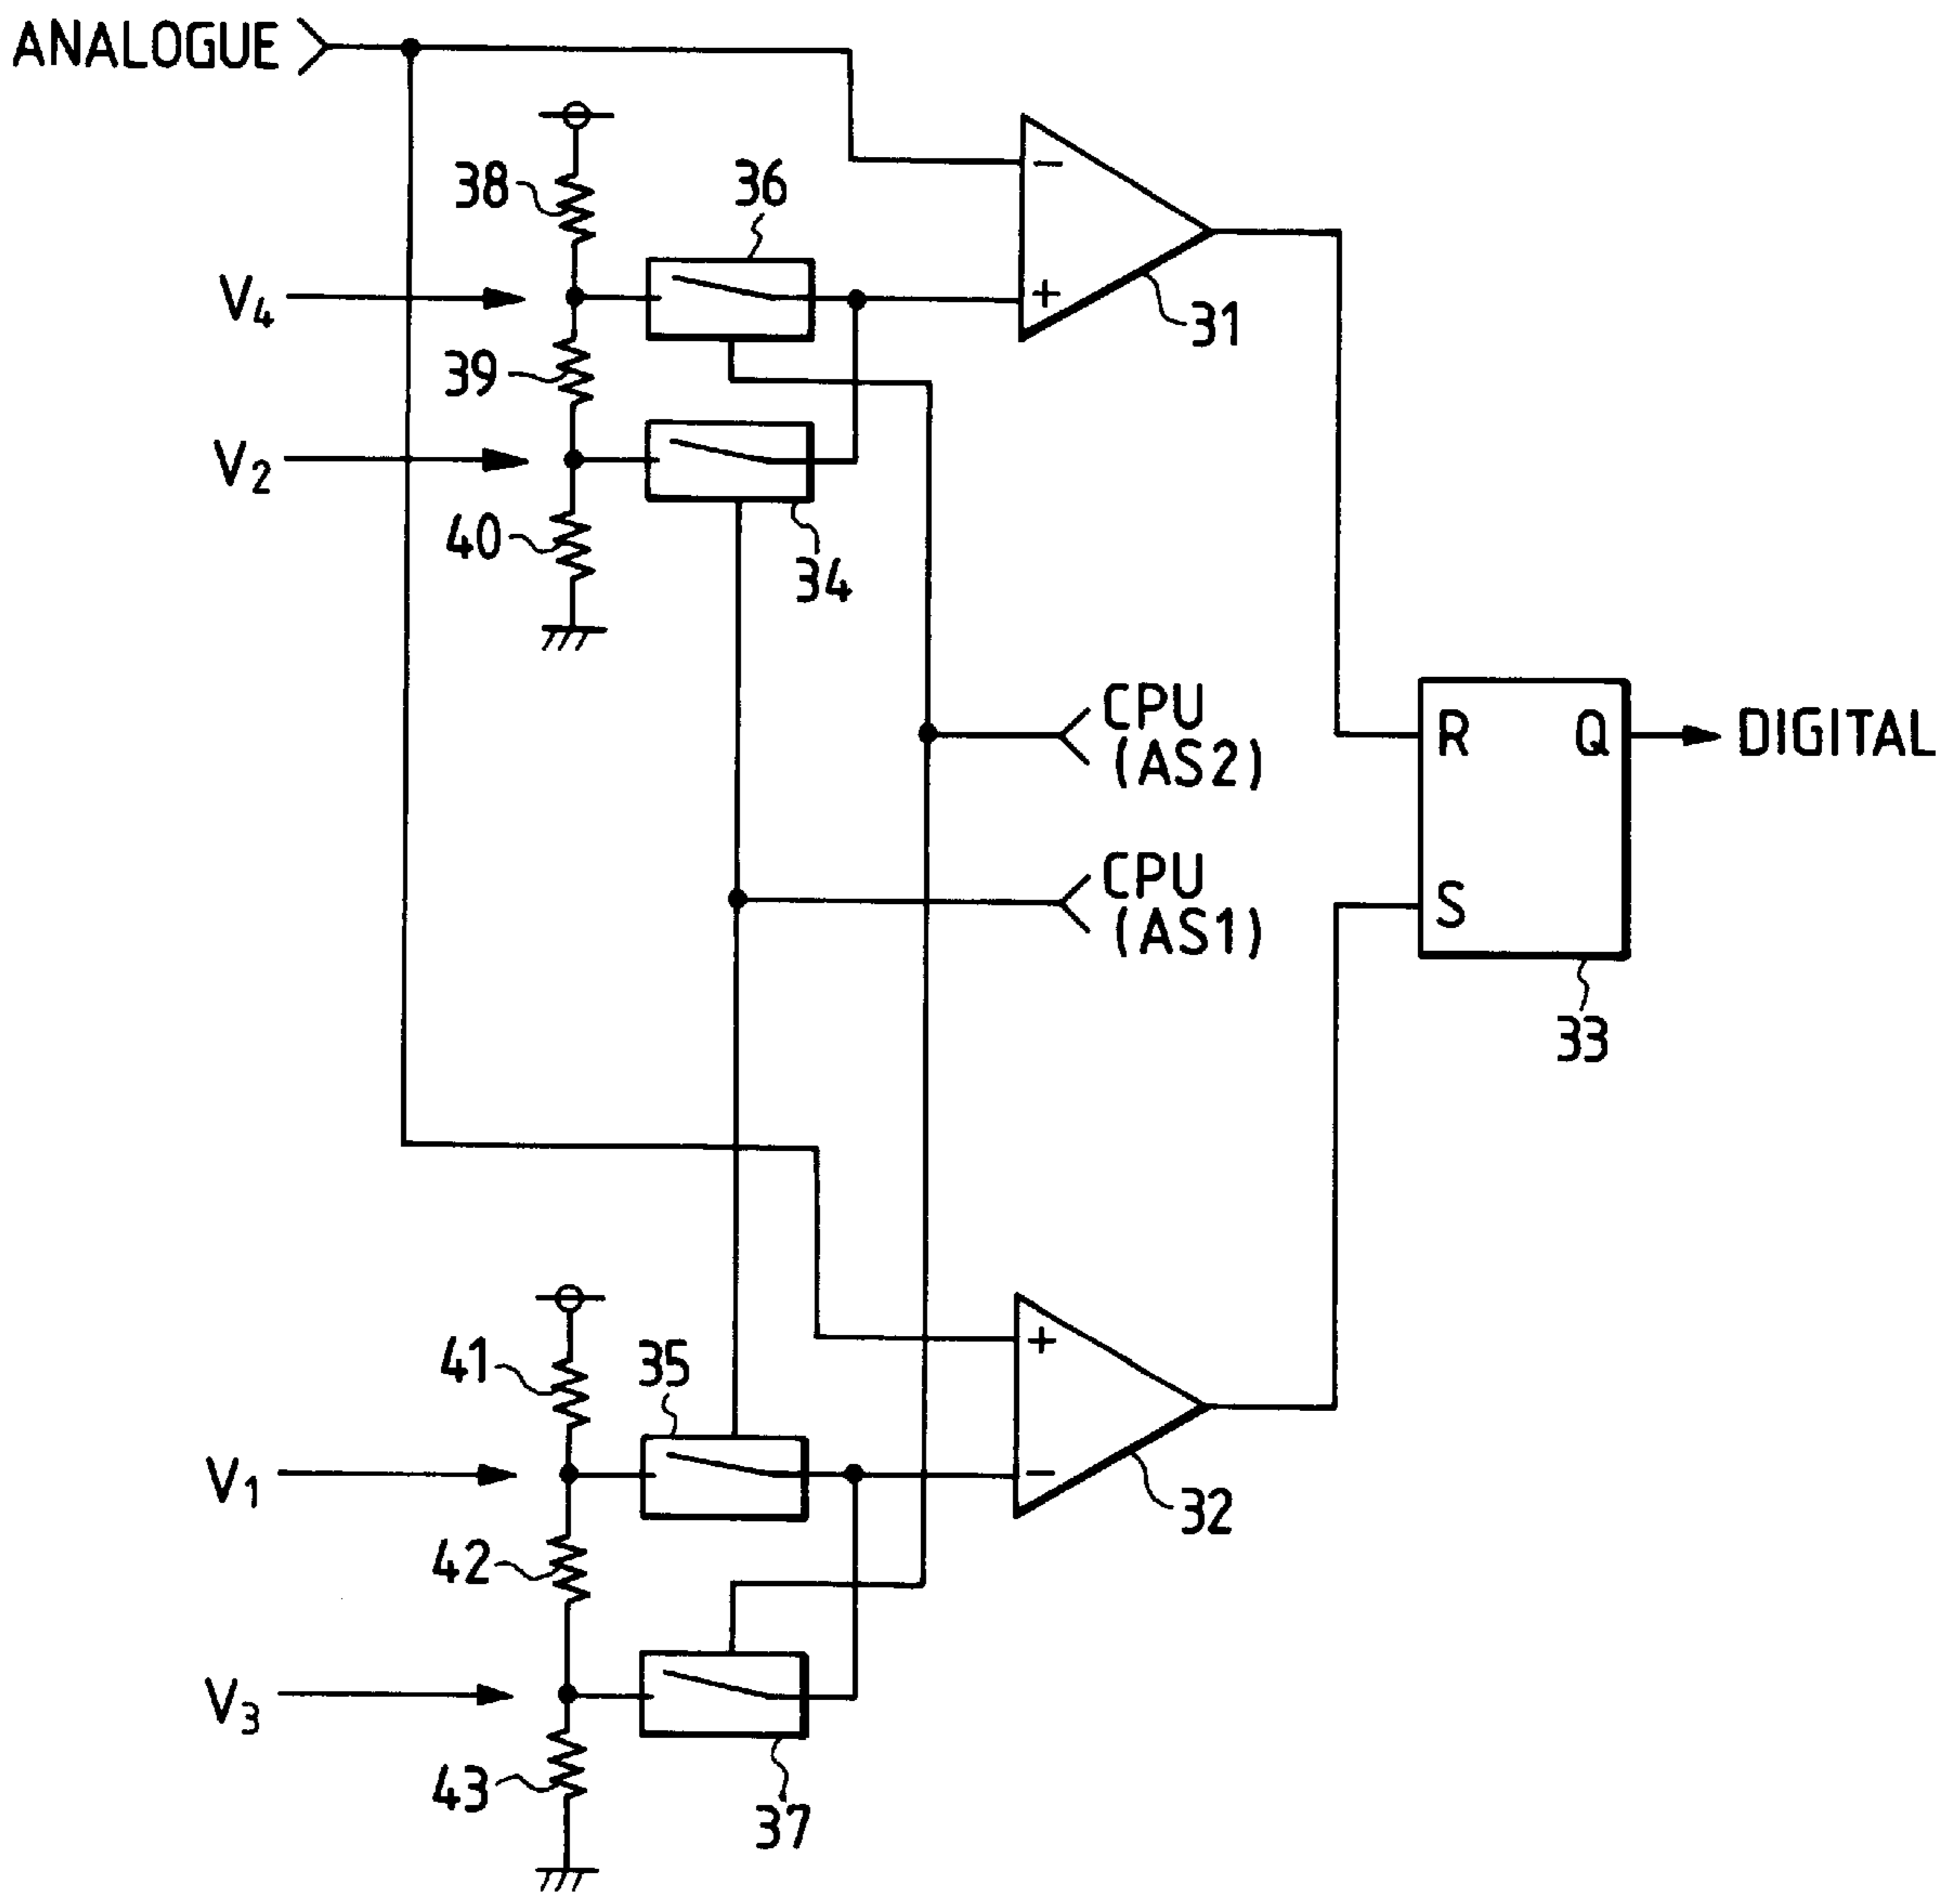 ANALOGUE
38
36
−
V4
+
31
39
V2
40
34
CPU
(AS2)
R
Q
DIGITAL
CPU
(AS1)
S
33
41
35
+
V1
−
32
42
V3
43
37